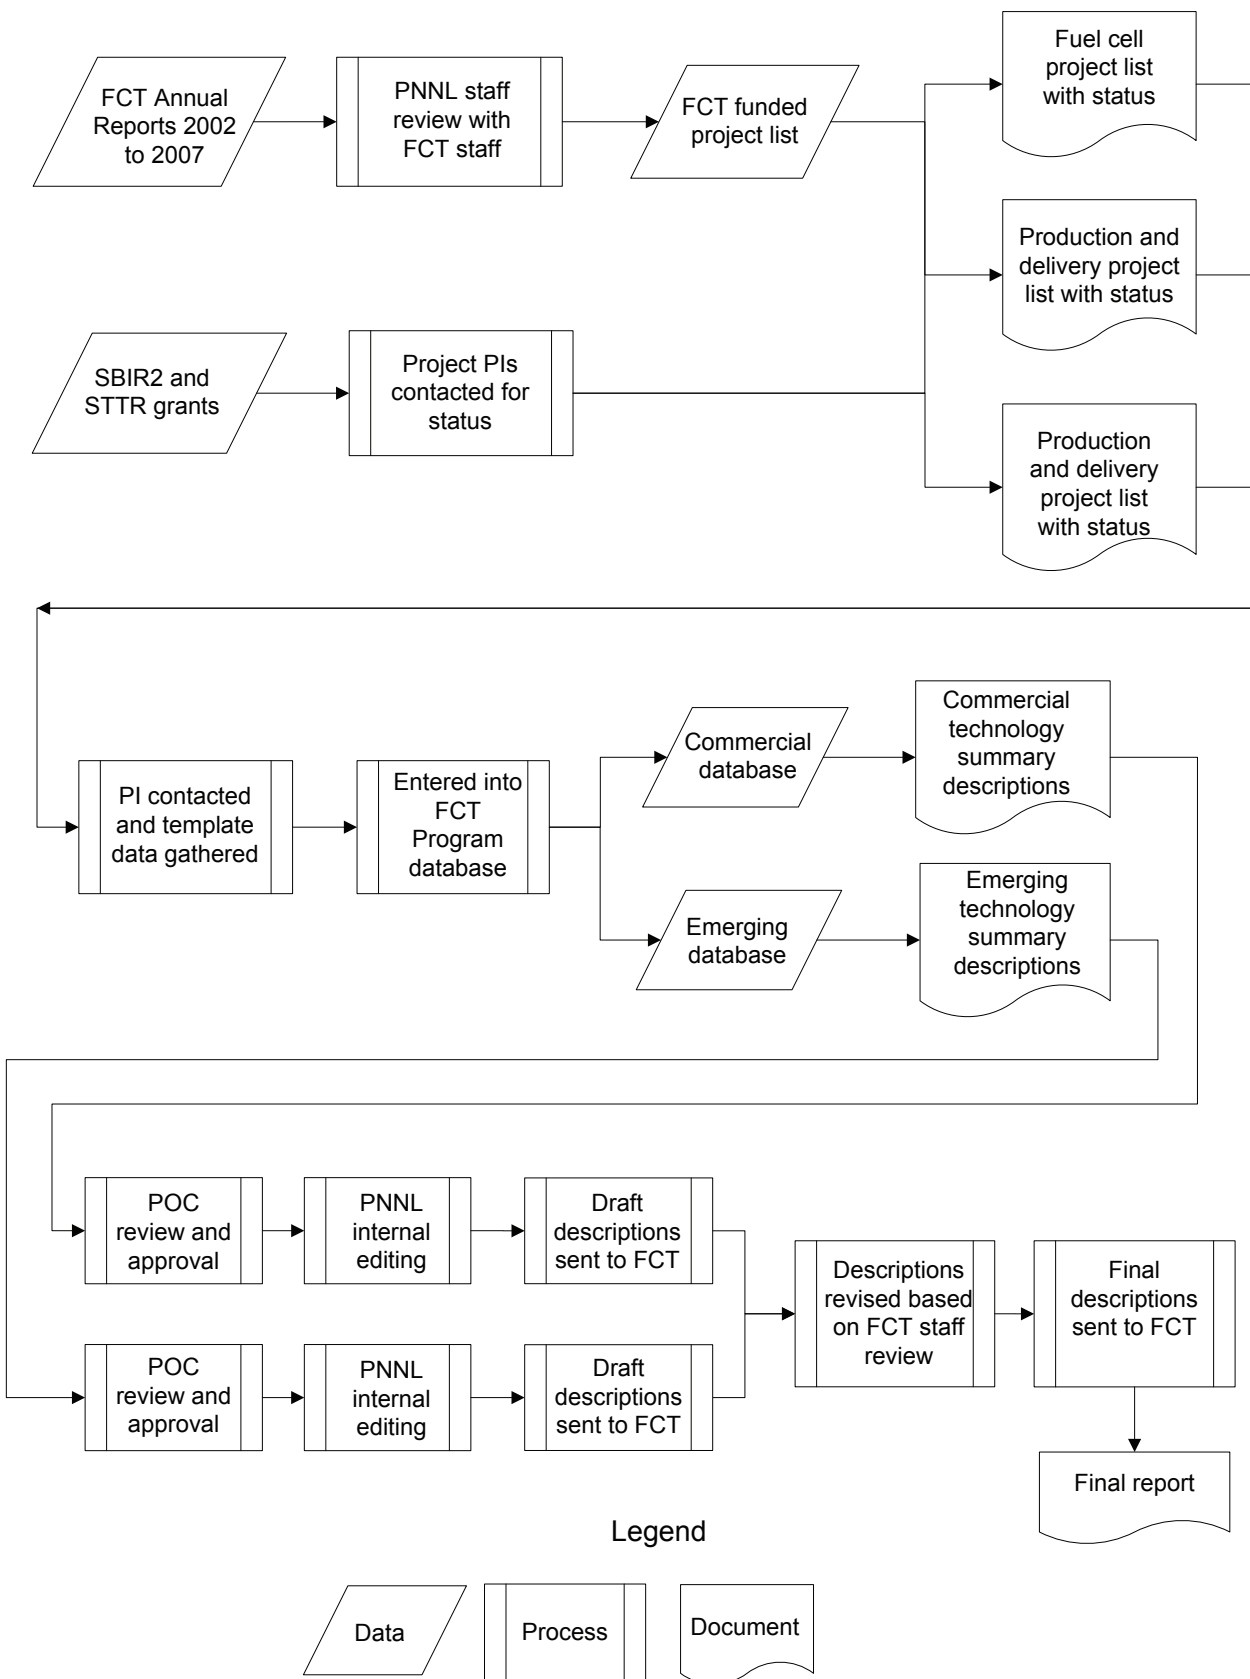 FCT Annual
Reports 2002
to 2007
PNNL staff
review with
FCT staff
FCT funded
project list
Fuel cell
project list
with status
Production and
delivery project
list with status
SBIR2 and
STTR grants
Project PIs
contacted for
status
Production
and delivery
project list
with status
PI contacted
and template
data gathered
Entered into
FCT
Program
database
Commercial
database
Commercial
technology
summary
descriptions
Emerging
database
Emerging
technology
summary
descriptions
POC
review and
approval
PNNL
internal
editing
Draft
descriptions
sent to FCT
POC
review and
approval
PNNL
internal
editing
Draft
descriptions
sent to FCT
Descriptions
revised based
on FCT staff
review
Final
descriptions
sent to FCT
Final report
Legend
Data
Process
Document